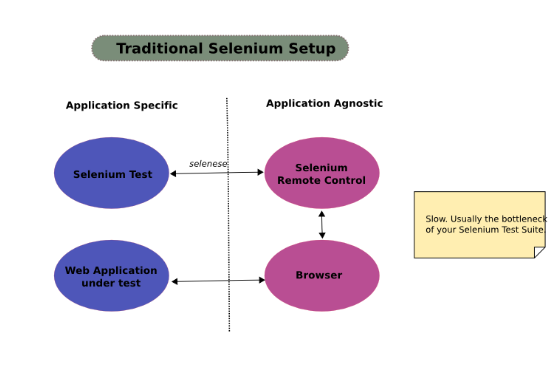 Traditional Selenium Setup
Application Specific
Application Agnostic
selenese
Selenium Test
Selenium
Remote Control
Slow. Usually the bottleneck
of your Selenium Test Suite.
Web Application
under test
Browser